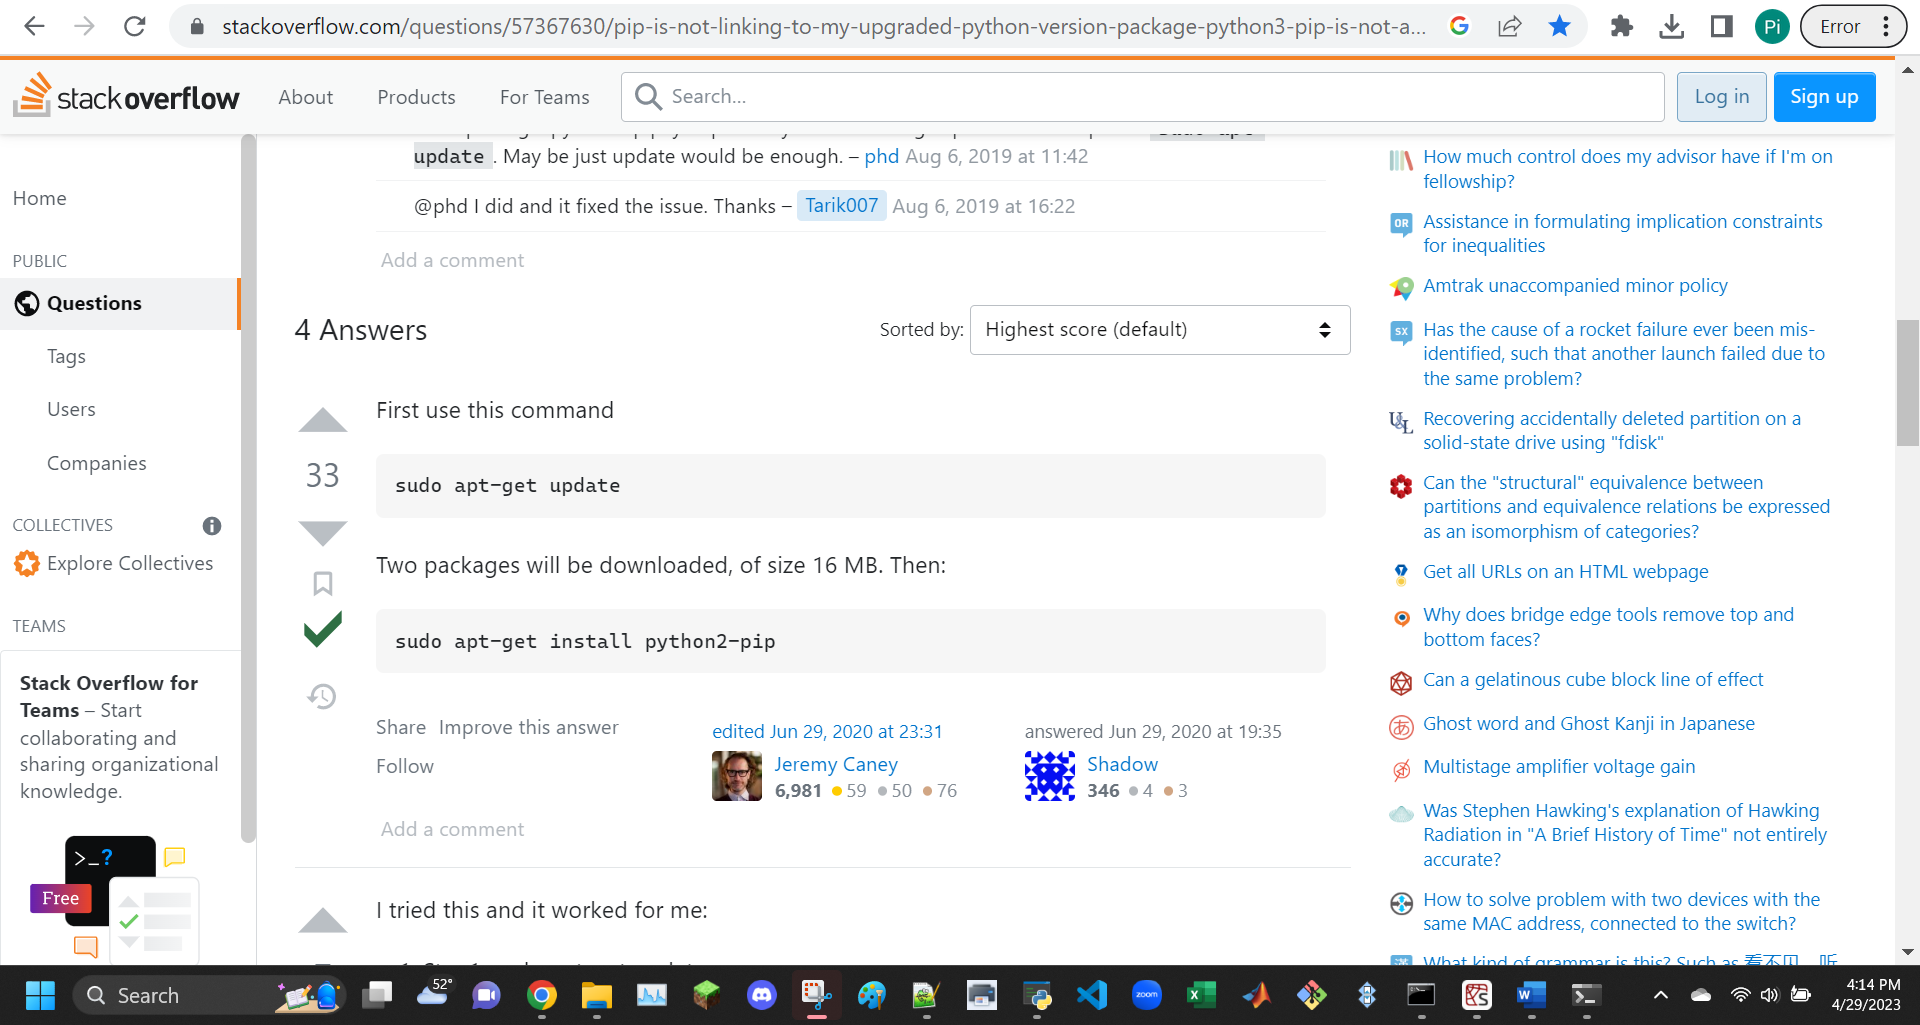 stackoverflow.com/questions/57367630/pip-is-not-linking-to-my-upgraded-python-version-package-python3-pip-is-not-a...
Pi
Error
stackoverflow
About
Products
For Teams
Search...
Log in
Sign up
Home
PUBLIC
Questions
Tags
Users
Companies
COLLECTIVES
Explore Collectives
TEAMS
Stack Overflow for
Teams – Start
collaborating and
sharing organizational
knowledge.
>_?
Free
update . May be just update would be enough. – phd Aug 6, 2019 at 11:42
@phd I did and it fixed the issue. Thanks – Tarik007 Aug 6, 2019 at 16:22
Add a comment
4 Answers
Sorted by: Highest score (default)
First use this command
33
sudo apt-get update
Two packages will be downloaded, of size 16 MB. Then:
sudo apt-get install python2-pip
Share Improve this answer
Follow
edited Jun 29, 2020 at 23:31
Jeremy Caney
6,981 59 50 76
answered Jun 29, 2020 at 19:35
Shadow
346 4 3
Add a comment
I tried this and it worked for me:
How much control does my advisor have if I'm on
fellowship?
OR
Assistance in formulating implication constraints
for inequalities
Amtrak unaccompanied minor policy
SX
Has the cause of a rocket failure ever been mis-
identified, such that another launch failed due to
the same problem?
U&L
Recovering accidentally deleted partition on a
solid-state drive using "fdisk"
Can the "structural" equivalence between
partitions and equivalence relations be expressed
as an isomorphism of categories?
Get all URLs on an HTML webpage
Why does bridge edge tools remove top and
bottom faces?
Can a gelatinous cube block line of effect
あ
Ghost word and Ghost Kanji in Japanese
Multistage amplifier voltage gain
Was Stephen Hawking's explanation of Hawking
Radiation in "A Brief History of Time" not entirely
accurate?
How to solve problem with two devices with the
same MAC address, connected to the switch?
What kind of grammar is this? Such as 看不见、听
Search
52°
zoom
4:14 PM
4/29/2023